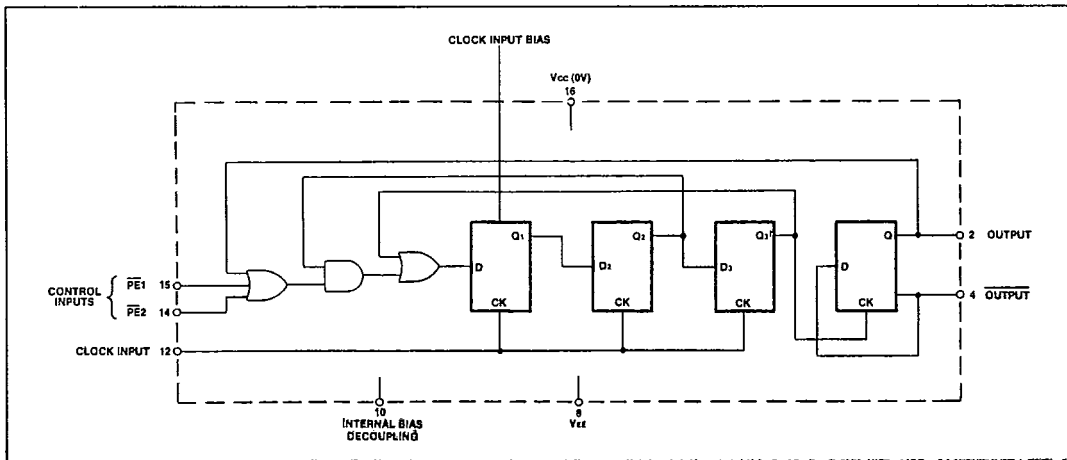 CLOCK INPUT BIAS
Vcc (0V)
16
Q1
Q2
Q3
Q
2 OUTPUT
D
D2
D3
D
CONTROL
INPUTS
PE1 15
PE2 14
4 OUTPUT
CK
CK
CK
CK
CLOCK INPUT 12
10
INTERNAL BIAS
DECOUPLING
VEE